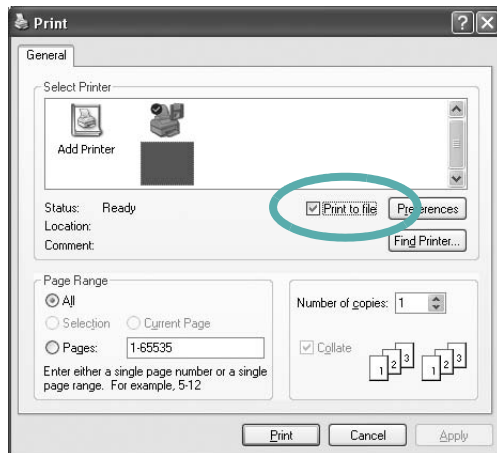 Print
General
Select Printer
Add Printer
Status: Ready
Location:
Comment:
Print to file
Preferences
Find Printer...
Page Range
All
Selection Current Page
Pages: 1-65535
Enter either a single page number or a single
page range. For example, 5-12
Number of copies: 1
Collate
1 2 3 1 2 3
Print Cancel Apply